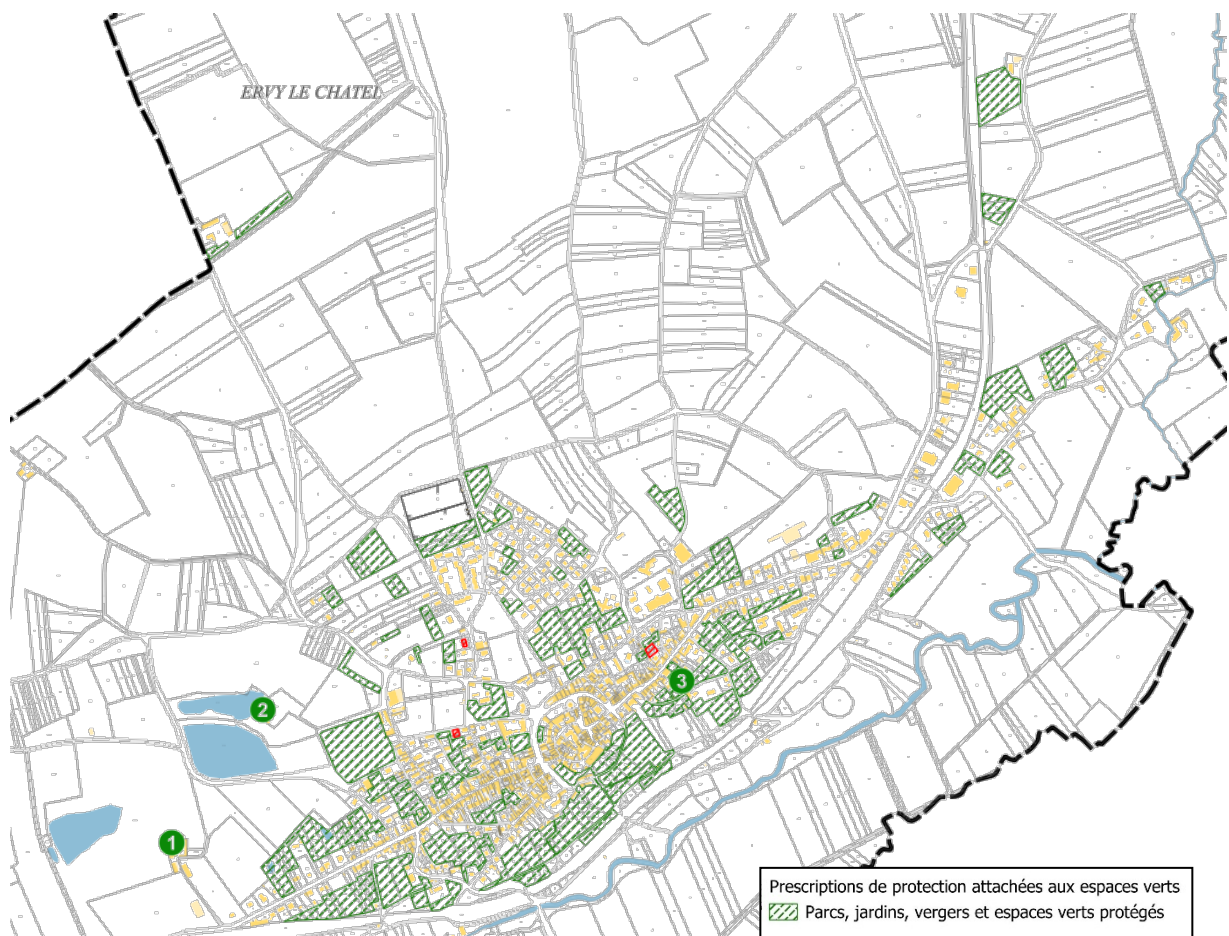 ERVY LE CHATEL
2
3
1
Prescriptions de protection attachées aux espaces verts
Parcs, jardins, vergers et espaces verts protégés